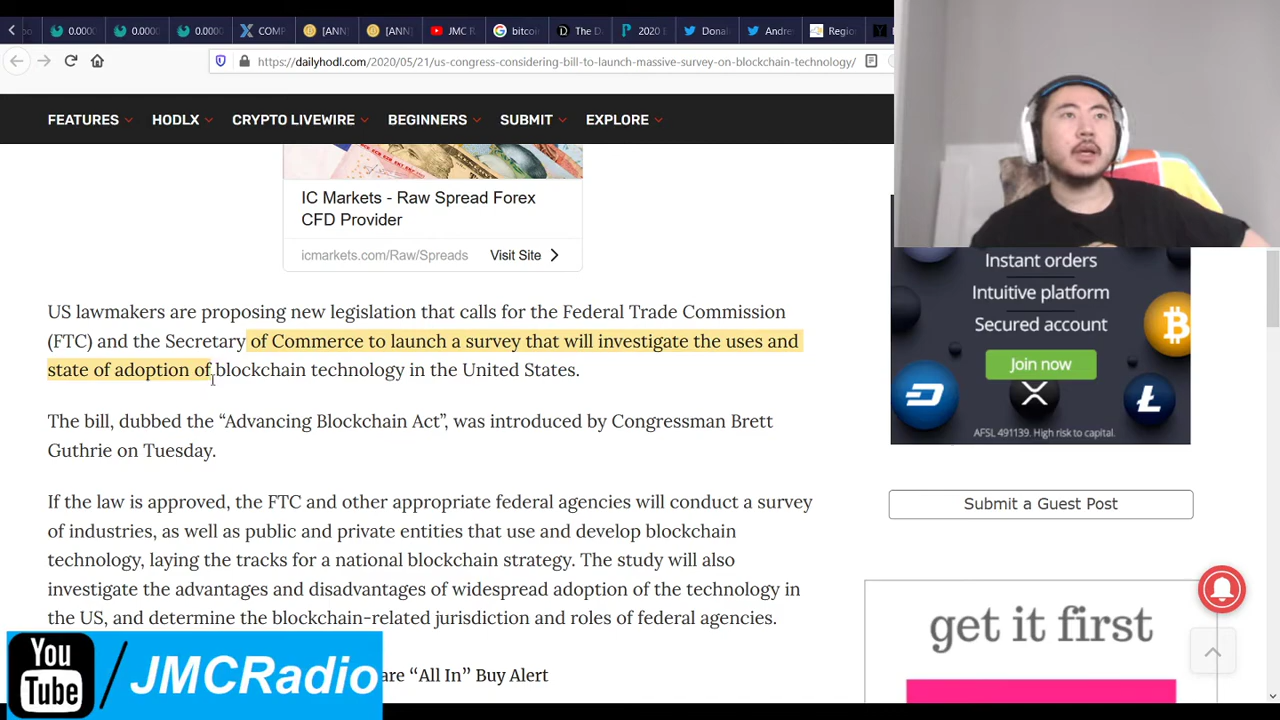 0.0000
0.0000
0.0000
COMP
[ANN]
[ANN]
JMC R
bitcoi
The D
2020 E
Donal
Andre
Region
https://dailyhodl.com/2020/05/21/us-congress-considering-bill-to-launch-massive-survey-on-blockchain-technology/
FEATURES HODLX CRYPTO LIVEWIRE BEGINNERS SUBMIT EXPLORE
IC Markets - Raw Spread Forex
CFD Provider
icmarkets.com/Raw/Spreads Visit Site
US lawmakers are proposing new legislation that calls for the Federal Trade Commission
(FTC) and the Secretary of Commerce to launch a survey that will investigate the uses and
state of adoption of blockchain technology in the United States.
The bill, dubbed the “Advancing Blockchain Act”, was introduced by Congressman Brett
Guthrie on Tuesday.
If the law is approved, the FTC and other appropriate federal agencies will conduct a survey
of industries, as well as public and private entities that use and develop blockchain
technology, laying the tracks for a national blockchain strategy. The study will also
investigate the advantages and disadvantages of widespread adoption of the technology in
the US, and determine the blockchain-related jurisdiction and roles of federal agencies.
are “All In” Buy Alert
Instant orders
Intuitive platform
Secured account
Join now
AFSL 491139. High risk to capital.
Submit a Guest Post
get it first
You
Tube
/JMCRadio